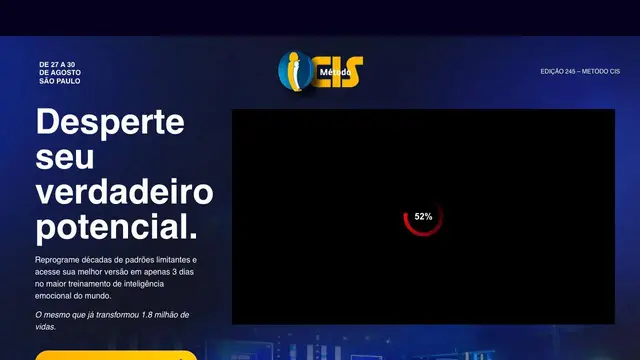 DE 27 A 30
DE AGOSTO
SÃO PAULO
Método
CIS
EDIÇÃO 245 – METODO CIS
Desperte
seu
verdadeiro
potencial.
52%
Reprograme décadas de padrões limitantes e
acesse sua melhor versão em apenas 3 dias
no maior treinamento de inteligência
emocional do mundo.
O mesmo que já transformou 1.8 milhão de
vidas.